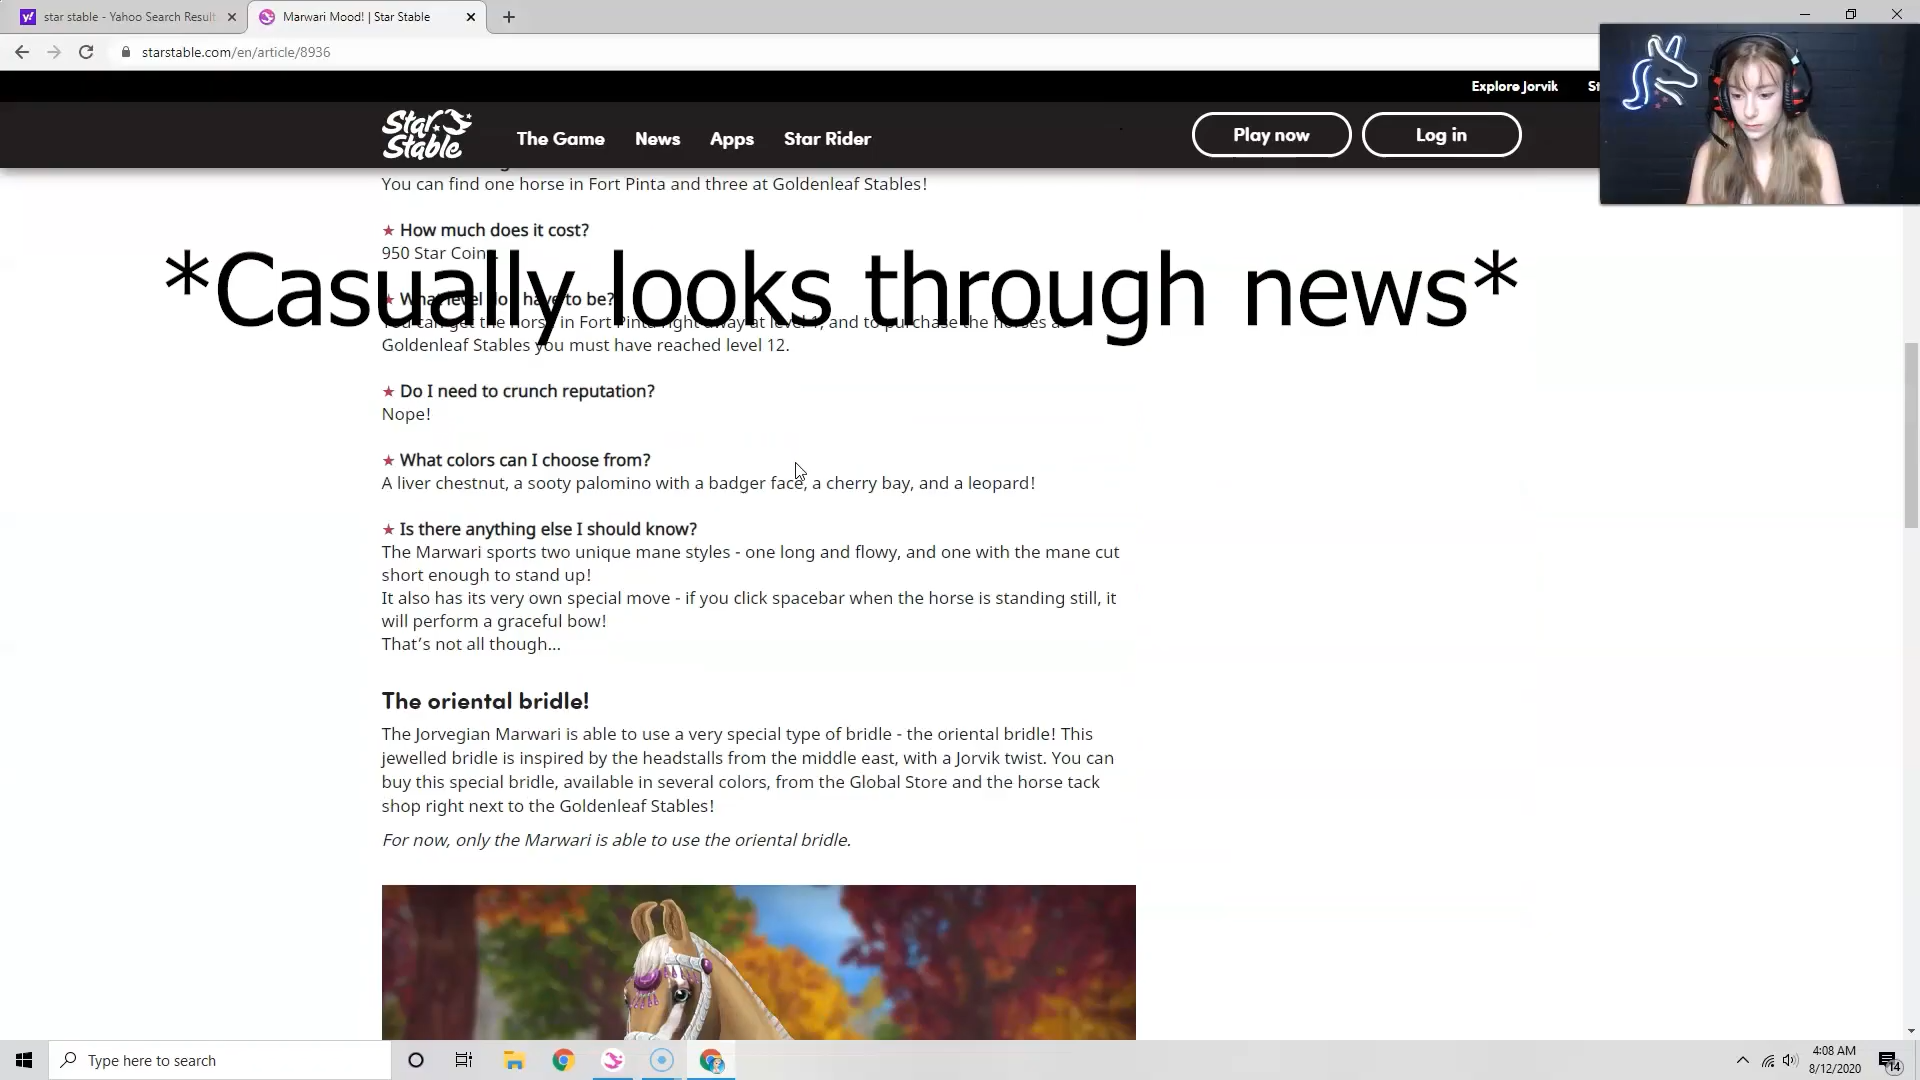 star stable - Yahoo Search Result
Marwari Mood! | Star Stable
starstable.com/en/article/8936
Explore Jorvik
St
Star Stable
The Game
News
Apps
Star Rider
Play now
Log in
You can find one horse in Fort Pinta and three at Goldenleaf Stables!
★ How much does it cost?
950 Star Coins.
*Casually looks through news*
★ What level do I have to be?
You can get the horse in Fort Pinta right away at level 1, and to purchase the horses at
Goldenleaf Stables you must have reached level 12.
★ Do I need to crunch reputation?
Nope!
★ What colors can I choose from?
A liver chestnut, a sooty palomino with a badger face, a cherry bay, and a leopard!
★ Is there anything else I should know?
The Marwari sports two unique mane styles - one long and flowy, and one with the mane cut
short enough to stand up!
It also has its very own special move - if you click spacebar when the horse is standing still, it
will perform a graceful bow!
That's not all though...
The oriental bridle!
The Jorvegian Marwari is able to use a very special type of bridle - the oriental bridle! This
jewelled bridle is inspired by the headstalls from the middle east, with a Jorvik twist. You can
buy this special bridle, available in several colors, from the Global Store and the horse tack
shop right next to the Goldenleaf Stables!
For now, only the Marwari is able to use the oriental bridle.
Type here to search
4:08 AM
8/12/2020
14